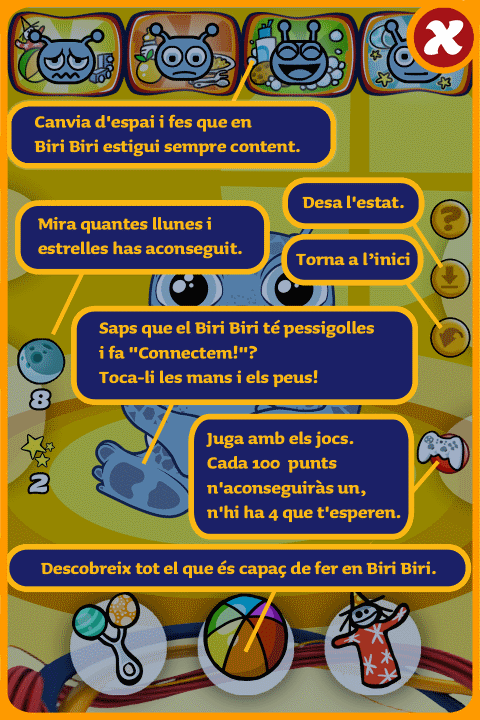 Canvia d'espai i fes que en
Biri Biri estigui sempre content.
Desa l'estat.
Mira quantes llunes i
estrelles has aconseguit.
Torna a l'inici
Saps que el Biri Biri té pessigolles
i fa "Connectem!"?
Toca-li les mans i els peus!
8
Juga amb els jocs.
Cada 100 punts
n'aconseguiràs un,
n'hi ha 4 que t'esperen.
2
Descobreix tot el que és capaç de fer en Biri Biri.